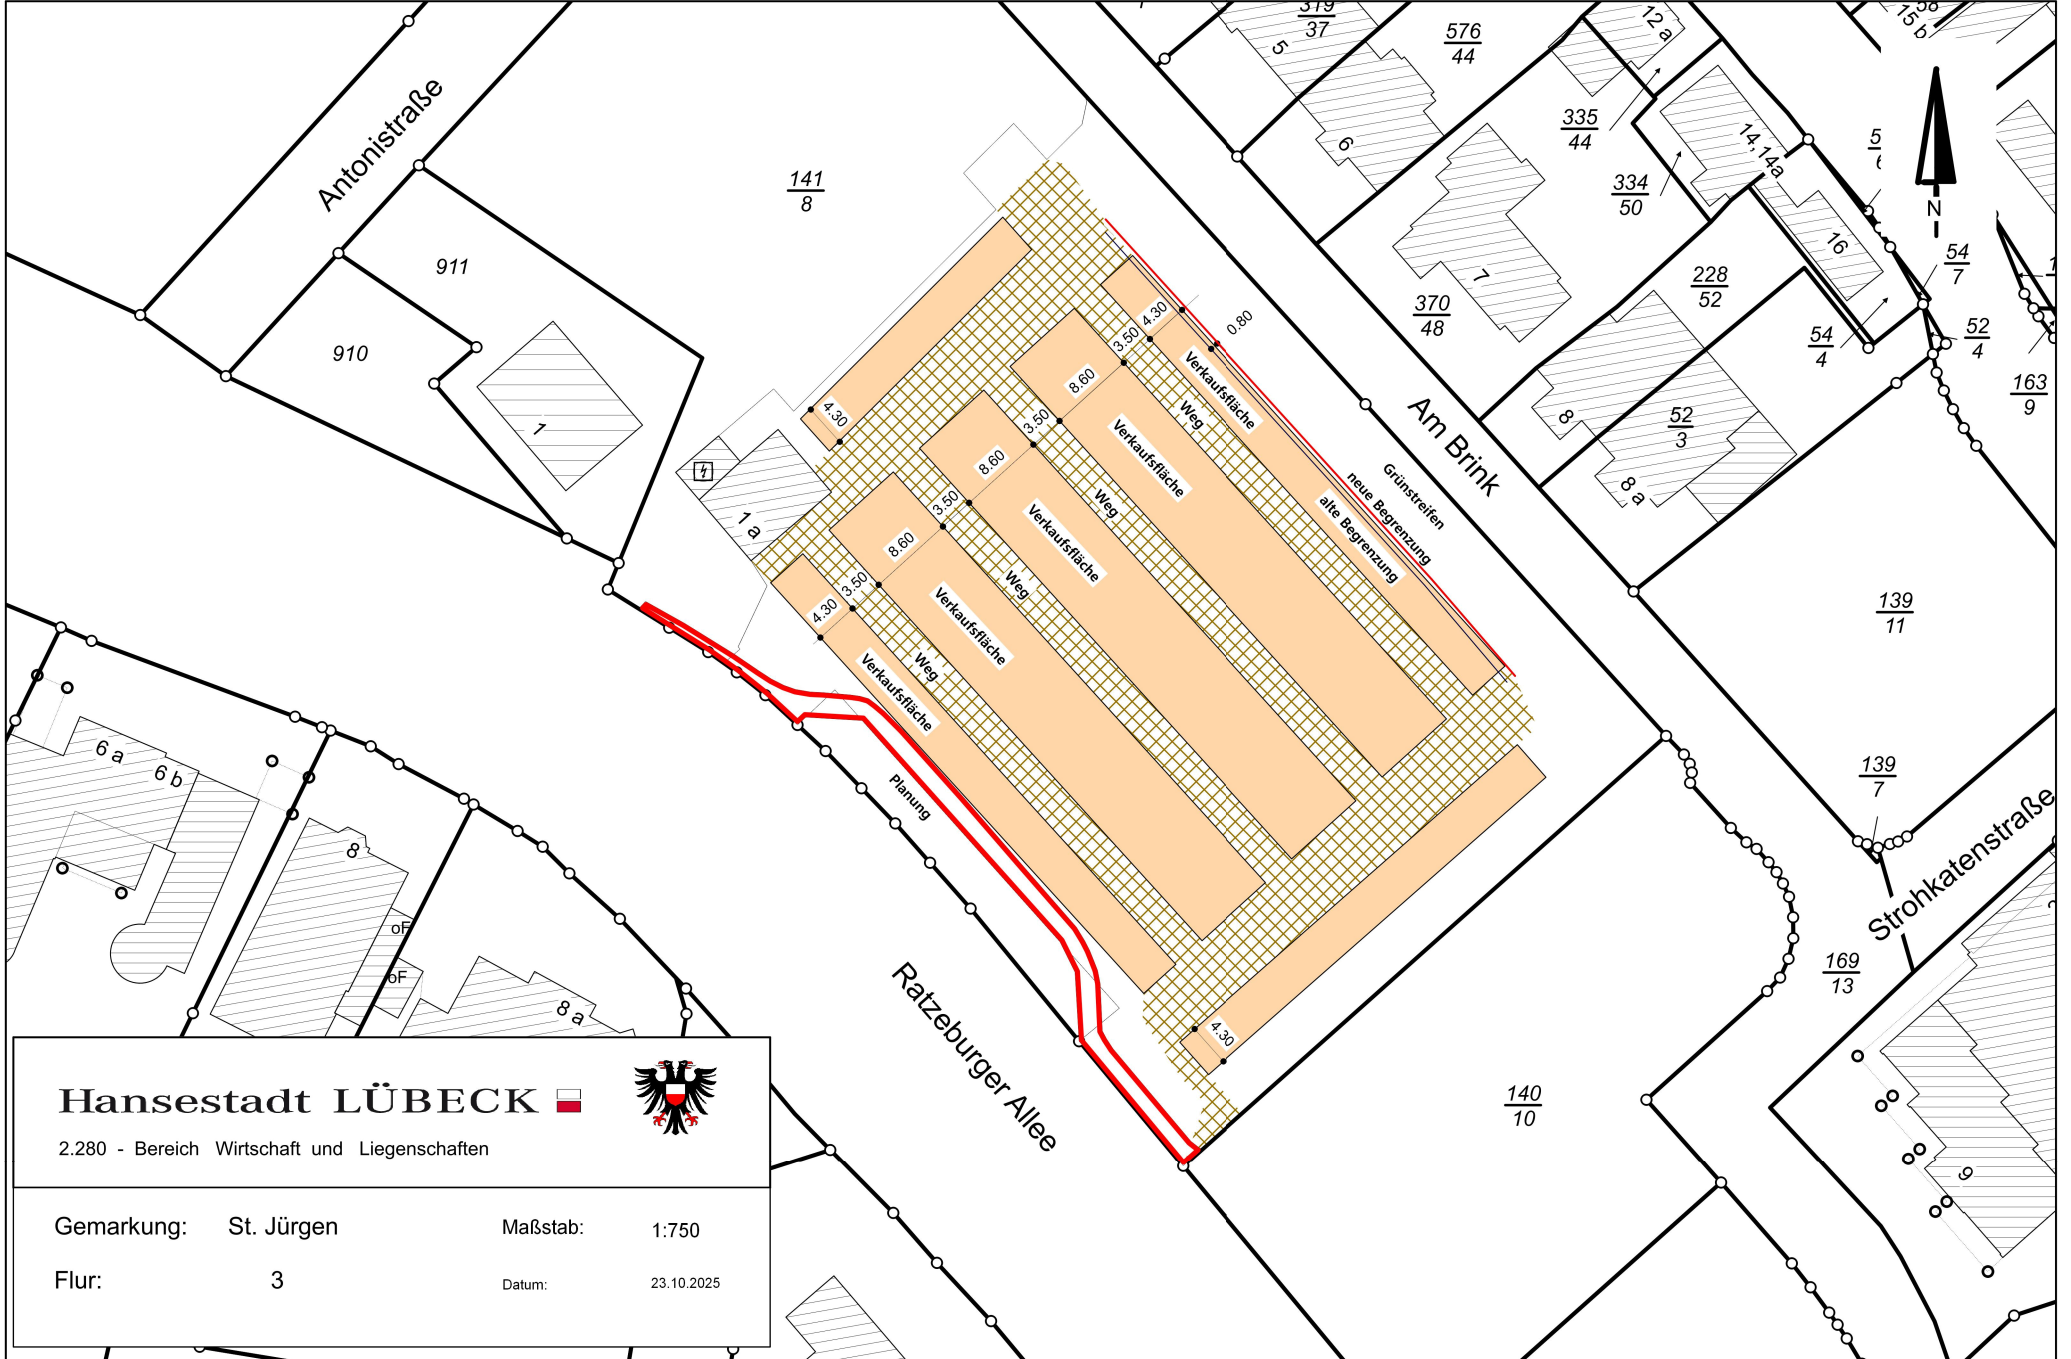 Antonistraße
141
8
911
910
1
1 a
319
37
5
576
44
6
12 a
15 b
335
44
334
50
14,14a
16
N
54
7
52
4
54
4
228
52
370
48
7
8
52
3
8 a
163
9
139
11
139
7
169
13
140
10
9
Am Brink
Strohkatenstraße
Ratzeburger Allee
4.30
3.50
8.60
3.50
8.60
3.50
8.60
3.50
4.30
0.80
4.30
4.30
Verkaufsfläche
Weg
Verkaufsfläche
Weg
Verkaufsfläche
Weg
Verkaufsfläche
Weg
Verkaufsfläche
Grünstreifen
neue Begrenzung
alte Begrenzung
Planung
6 a
6 b
8
oF
oF
8 a
Hansestadt LÜBECK
2.280 - Bereich Wirtschaft und Liegenschaften
Gemarkung: St. Jürgen
Maßstab: 1:750
Flur: 3
Datum: 23.10.2025